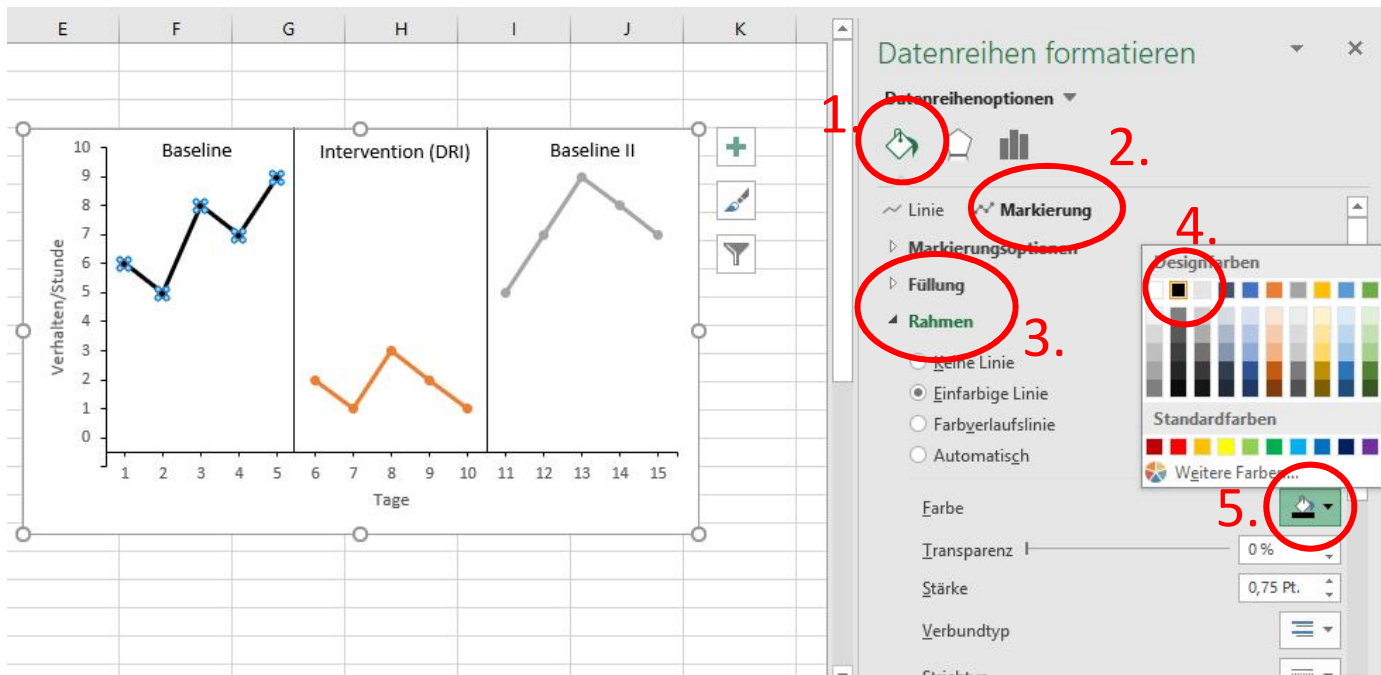 E F G H I J K
Baseline Intervention (DRI) Baseline II
Verhalten/Stunde
10
9
8
7
6
5
4
3
2
1
0
1 2 3 4 5 6 7 8 9 10 11 12 13 14 15
Tage
Datenreihen formatieren
Datenreihenoptionen
1.
2.
Linie Markierung
Markierungsoptionen
Füllung
Rahmen
3.
Keine Linie
Einfarbige Linie
Farbverlaufslinie
Automatisch
4.
Designfarben
Standardfarben
Weitere Farben...
5.
Farbe
Transparenz 0 %
Stärke 0,75 Pt.
Verbundtyp